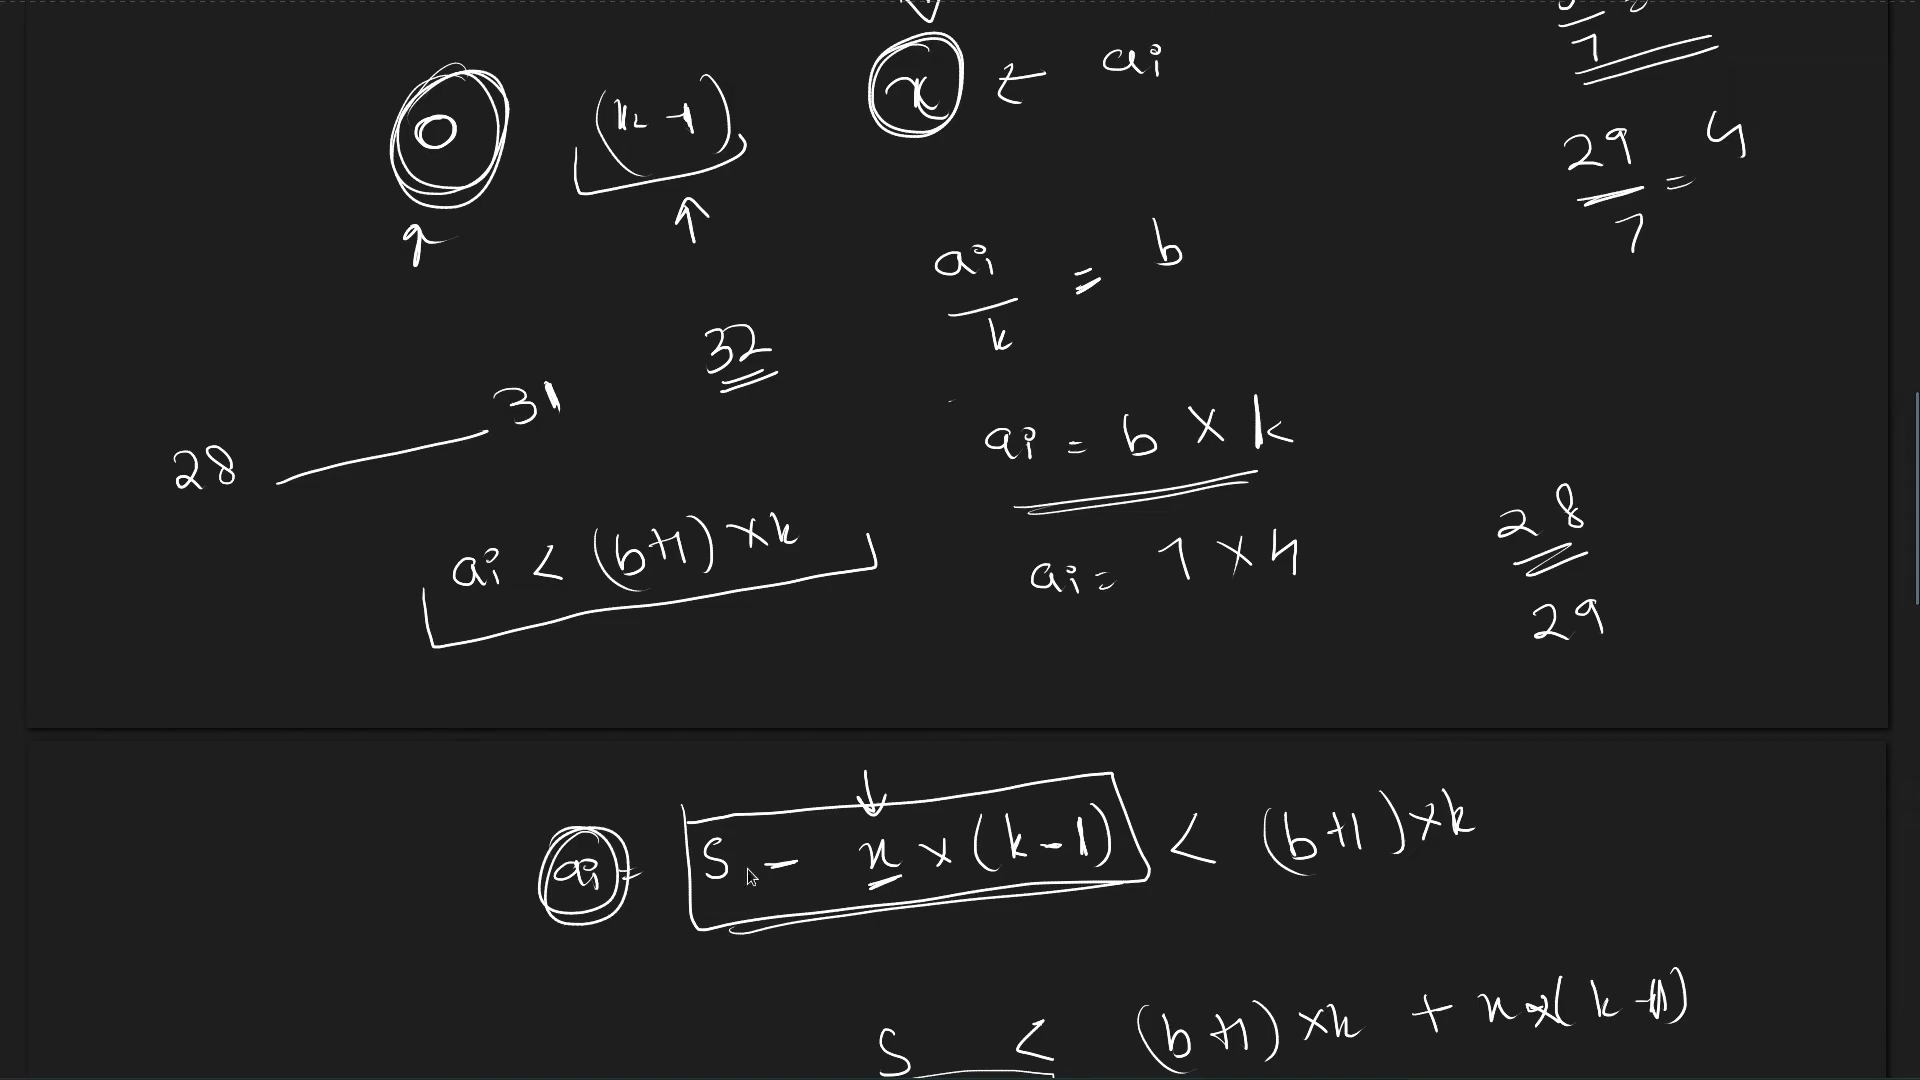 x ← ai
7
0 (k-1)
29/7 = 4
ai/k = b
32
28 — 31
ai = b × k
ai < (b+1) × k
ai = 7 × 4
28
29
ai = S - n × (k-1) < (b+1) × k
S < (b+1) × k + n × (k-1)